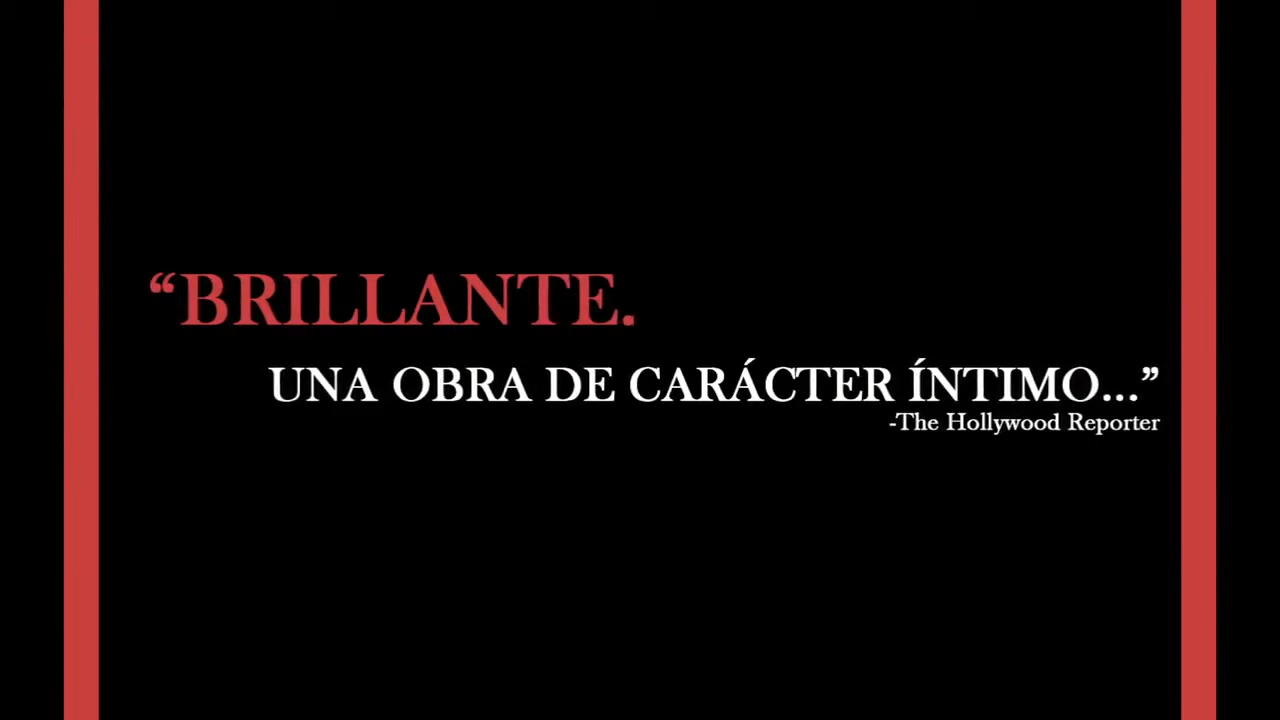 “BRILLANTE.
UNA OBRA DE CARÁCTER ÍNTIMO...”
-The Hollywood Reporter